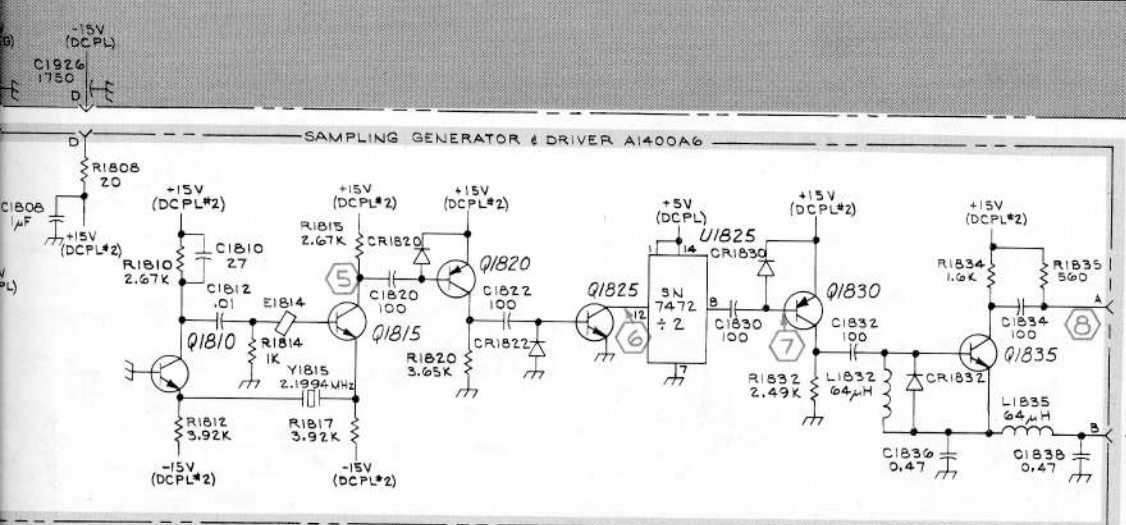 -15V
(DCPL)
C1926
1750
D
SAMPLING GENERATOR & DRIVER A1400A6
D
R1808
20
C1808
1µF
+15V
(DCPL#2)
+15V
(DCPL#2)
R1810
2.67K
C1810
27
C1812
.01
E1814
Q1810
R1814
1K
Y1815
2.1994MHz
R1812
3.92K
-15V
(DCPL#2)
R1817
3.92K
-15V
(DCPL#2)
+15V
(DCPL#2)
R1815
2.67K
5
Q1815
CR1820
C1820
100
+15V
(DCPL#2)
Q1820
C1822
100
R1820
3.65K
CR1822
Q1825
12
6
+5V
(DCPL)
U1825
1
14
SN
7472
÷2
8
7
CR1830
C1830
100
+15V
(DCPL#2)
Q1830
7
C1832
100
R1832
2.49K
L1832
64µH
CR1832
+15V
(DCPL#2)
R1834
1.6K
R1835
560
C1834
100
A
8
Q1835
L1835
64µH
B
C1836
0.47
C1838
0.47